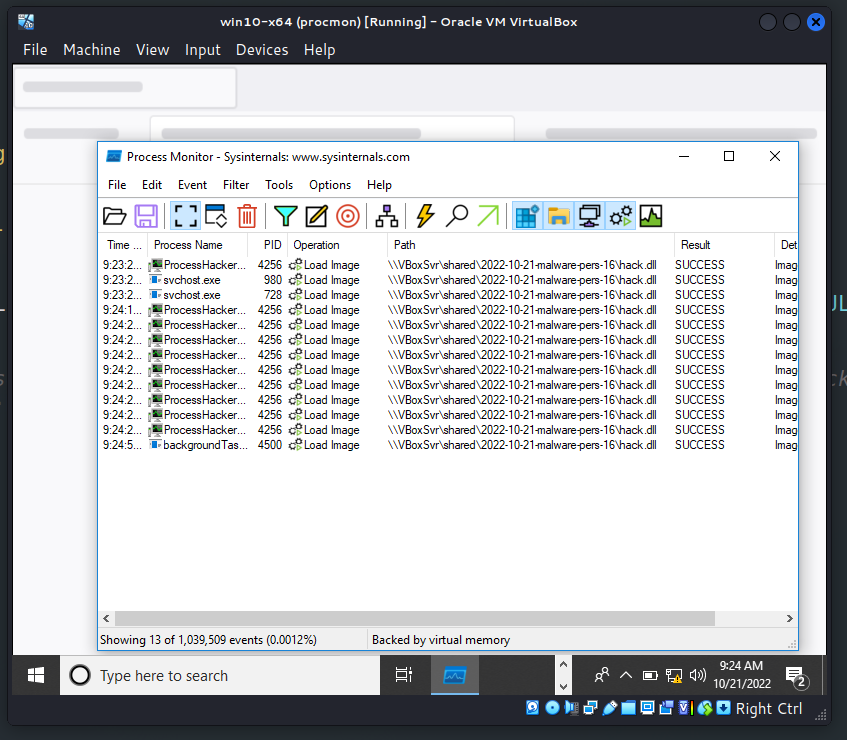 win10-x64 (procmon) [Running] - Oracle VM VirtualBox
File Machine View Input Devices Help
Process Monitor - Sysinternals: www.sysinternals.com
File Edit Event Filter Tools Options Help
Time ... Process Name PID Operation Path Result Det
9:23:2... ProcessHacker... 4256 Load Image \\VBoxSvr\shared\2022-10-21-malware-pers-16\hack.dll SUCCESS Imag
9:23:2... svchost.exe 980 Load Image \\VBoxSvr\shared\2022-10-21-malware-pers-16\hack.dll SUCCESS Imag
9:23:2... svchost.exe 728 Load Image \\VBoxSvr\shared\2022-10-21-malware-pers-16\hack.dll SUCCESS Imag
9:24:1... ProcessHacker... 4256 Load Image \\VBoxSvr\shared\2022-10-21-malware-pers-16\hack.dll SUCCESS Imag
9:24:2... ProcessHacker... 4256 Load Image \\VBoxSvr\shared\2022-10-21-malware-pers-16\hack.dll SUCCESS Imag
9:24:2... ProcessHacker... 4256 Load Image \\VBoxSvr\shared\2022-10-21-malware-pers-16\hack.dll SUCCESS Imag
9:24:2... ProcessHacker... 4256 Load Image \\VBoxSvr\shared\2022-10-21-malware-pers-16\hack.dll SUCCESS Imag
9:24:2... ProcessHacker... 4256 Load Image \\VBoxSvr\shared\2022-10-21-malware-pers-16\hack.dll SUCCESS Imag
9:24:2... ProcessHacker... 4256 Load Image \\VBoxSvr\shared\2022-10-21-malware-pers-16\hack.dll SUCCESS Imag
9:24:2... ProcessHacker... 4256 Load Image \\VBoxSvr\shared\2022-10-21-malware-pers-16\hack.dll SUCCESS Imag
9:24:2... ProcessHacker... 4256 Load Image \\VBoxSvr\shared\2022-10-21-malware-pers-16\hack.dll SUCCESS Imag
9:24:2... ProcessHacker... 4256 Load Image \\VBoxSvr\shared\2022-10-21-malware-pers-16\hack.dll SUCCESS Imag
9:24:5... backgroundTas... 4500 Load Image \\VBoxSvr\shared\2022-10-21-malware-pers-16\hack.dll SUCCESS Imag
Showing 13 of 1,039,509 events (0.0012%) Backed by virtual memory
Type here to search
9:24 AM
10/21/2022
2
Right Ctrl